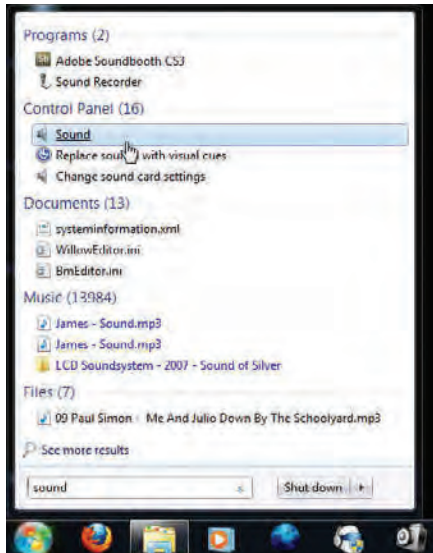 Programs (2)
Adobe Soundbooth CS3
Sound Recorder
Control Panel (16)
Sound
Replace sounds with visual cues
Change sound card settings
Documents (13)
systeminformation.xml
WillowEditor.ini
BmEditor.ini
Music (13984)
James - Sound.mp3
James - Sound.mp3
LCD Soundsystem - 2007 - Sound of Silver
Files (7)
09 Paul Simon - Me And Julio Down By The Schoolyard.mp3
See more results
sound
Shut down